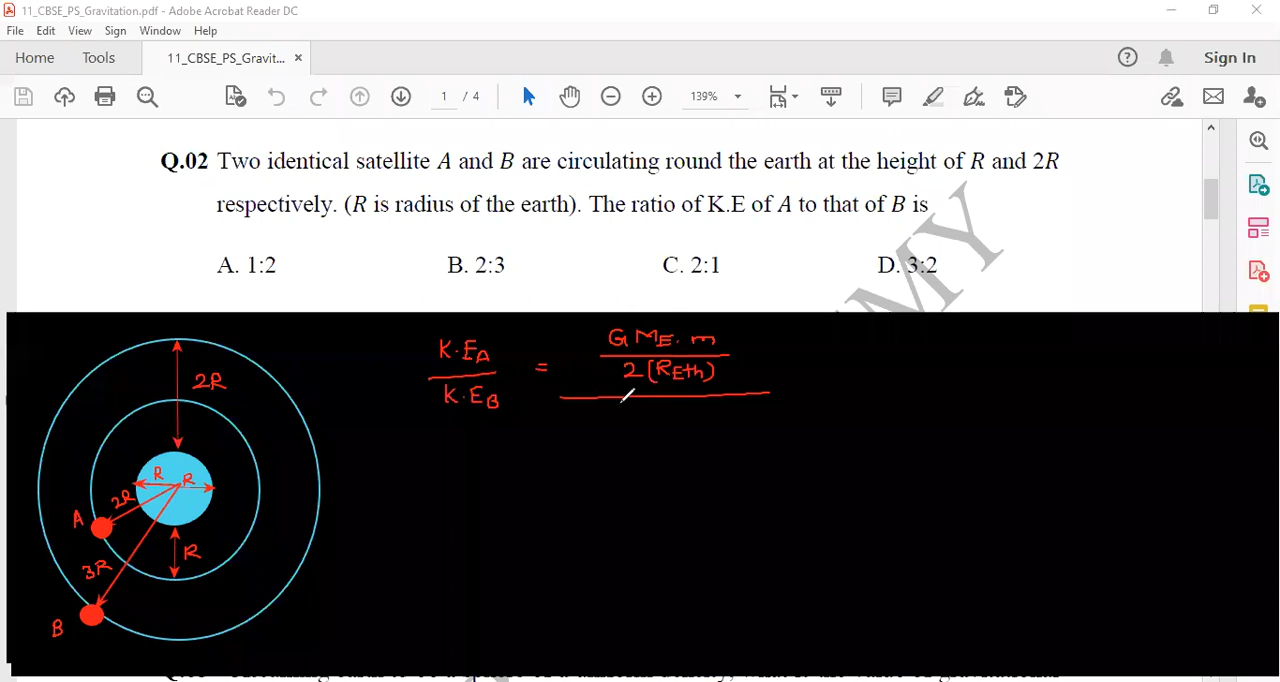 11_CBSE_PS_Gravitation.pdf - Adobe Acrobat Reader DC
File Edit View Sign Window Help
Home Tools 11_CBSE_PS_Gravit... × Sign In
1 / 4 139%
Q.02 Two identical satellite A and B are circulating round the earth at the height of R and 2R
respectively. (R is radius of the earth). The ratio of K.E of A to that of B is
A. 1:2 B. 2:3 C. 2:1 D. 3:2
MY
K.E_A
K.E_B
=
G M_E . m
2 (R_E+h)
2R
R R
2R
A
R
3R
B